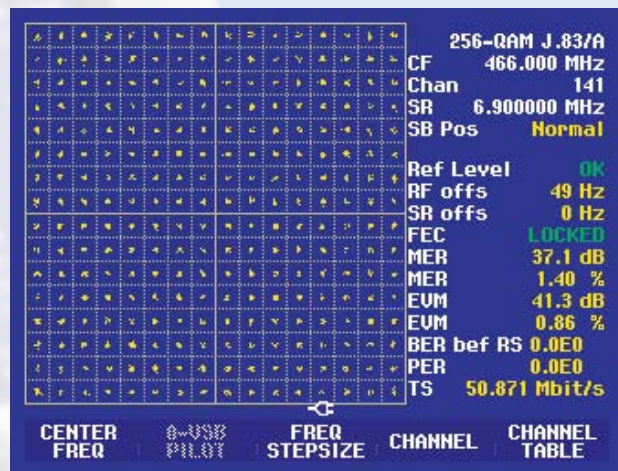 256-QAM J.83/A
CF 466.000 MHz
Chan 141
SR 6.900000 MHz
SB Pos Normal
Ref Level OK
RF offs 49 Hz
SR offs 0 Hz
FEC LOCKED
MER 37.1 dB
MER 1.40 %
EVM 41.3 dB
EVM 0.86 %
BER bef RS 0.0E0
PER 0.0E0
TS 50.871 Mbit/s
CENTER FREQ
PILOT
FREQ STEPSIZE
CHANNEL
CHANNEL TABLE